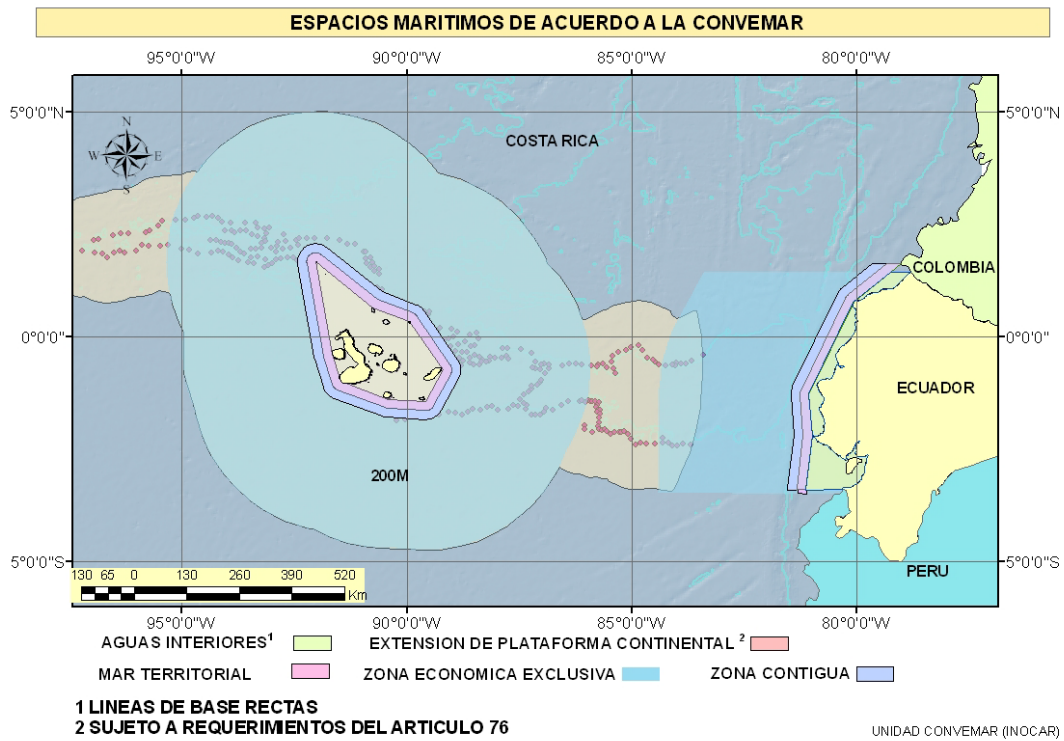 ESPACIOS MARITIMOS DE ACUERDO A LA CONVEMAR
95°0'0"W 90°0'0"W 85°0'0"W 80°0'0"W
5°0'0"N 5°0'0"N
N
W E
S
COSTA RICA
COLOMBIA
0°0'0" 0°0'0"
ECUADOR
200M
5°0'0"S 5°0'0"S
PERU
130 65 0 130 260 390 520
Km
95°0'0"W 90°0'0"W 85°0'0"W 80°0'0"W
AGUAS INTERIORES¹ EXTENSION DE PLATAFORMA CONTINENTAL ²
MAR TERRITORIAL ZONA ECONOMICA EXCLUSIVA ZONA CONTIGUA
1 LINEAS DE BASE RECTAS
2 SUJETO A REQUERIMIENTOS DEL ARTICULO 76
UNIDAD CONVEMAR (INOCAR)